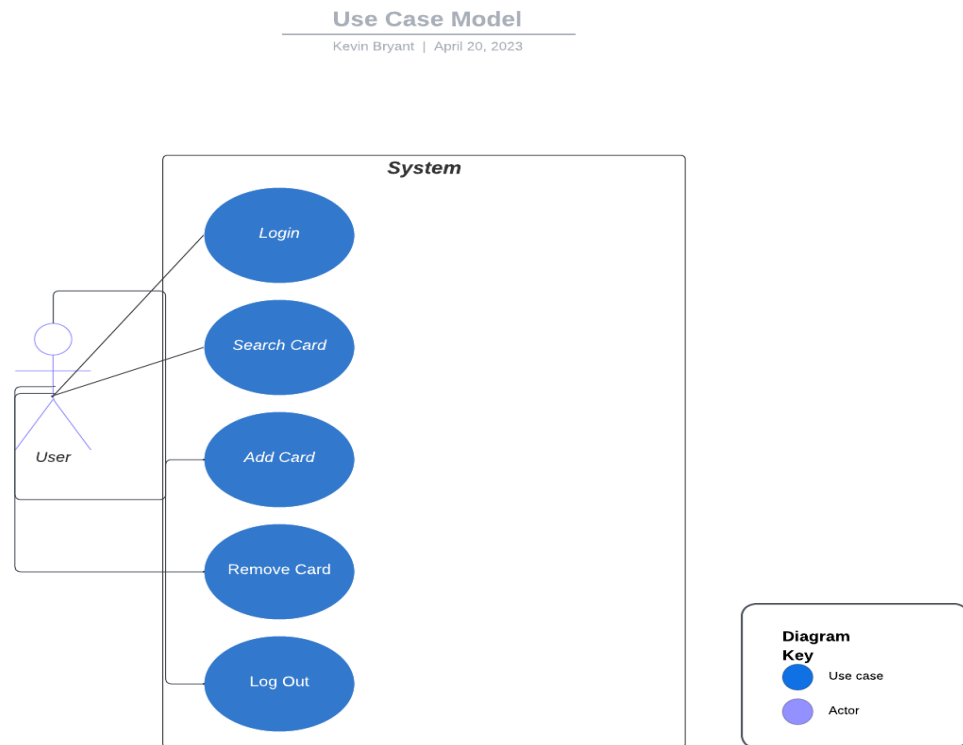 Use Case Model
Kevin Bryant | April 20, 2023
System
Login
Search Card
User
Add Card
Remove Card
Log Out
Diagram
Key
Use case
Actor